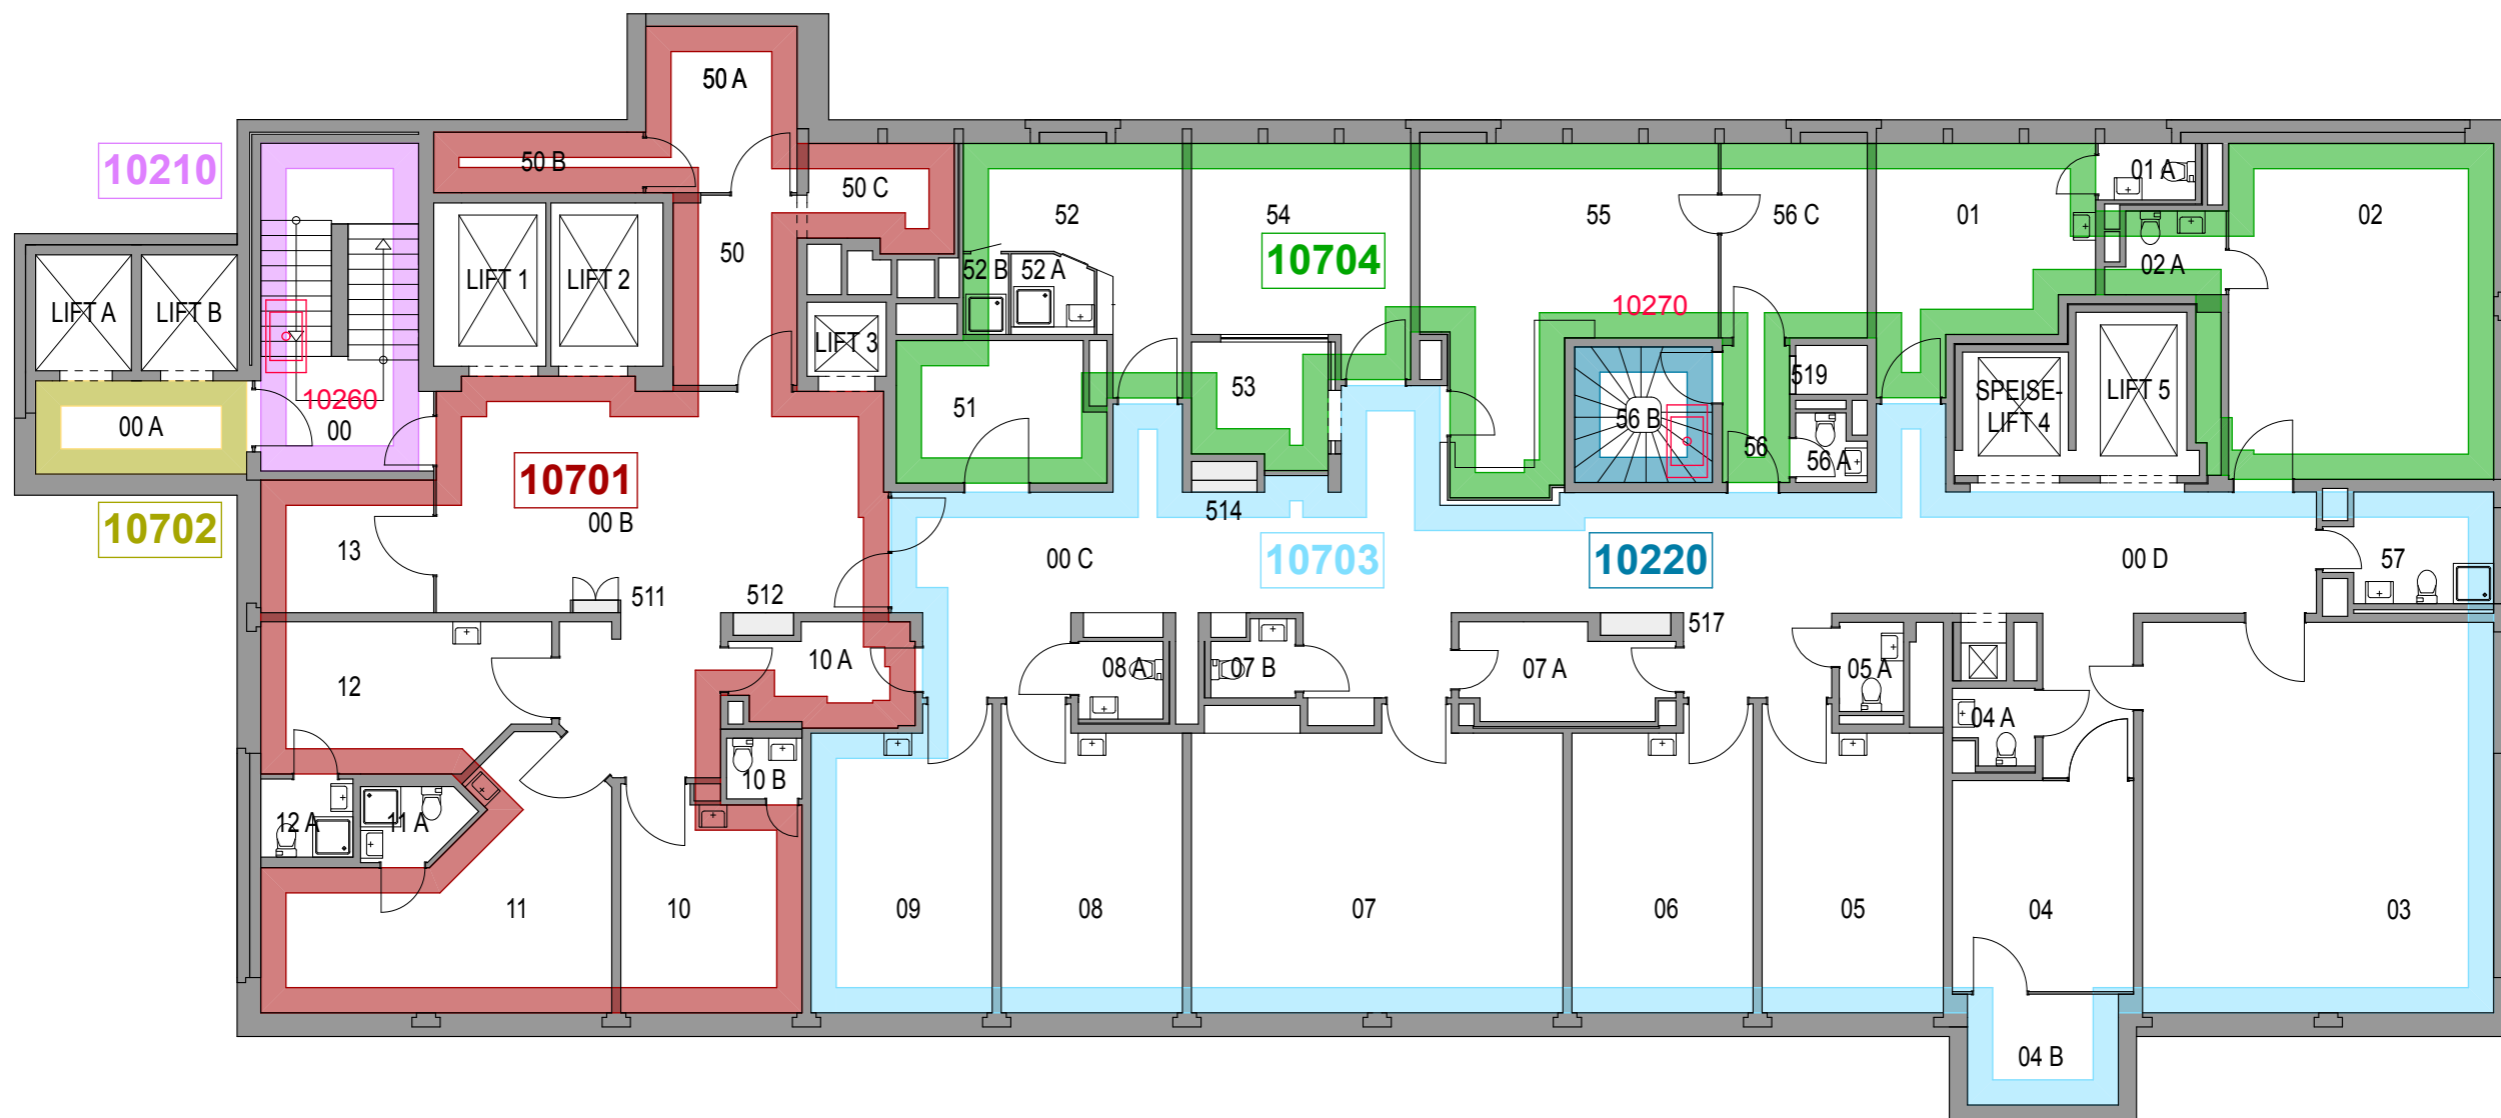 50 A
10210
50 B
50 C
01 A
52
54
55
56 C
01
02
50
10704
52 B
52 A
02 A
LIFT 1
LIFT 2
LIFT A
LIFT B
10270
LIFT 3
519
53
SPEISE-
LIFT 4
LIFT 5
10260
00
00 A
51
56 B
56
56 A
10701
10702
00 B
514
13
00 C
10703
10220
00 D
57
511
512
517
10 A
08 A
07 B
07 A
05 A
12
04 A
10 B
12 A
11 A
11
10
09
08
07
06
05
04
03
04 B